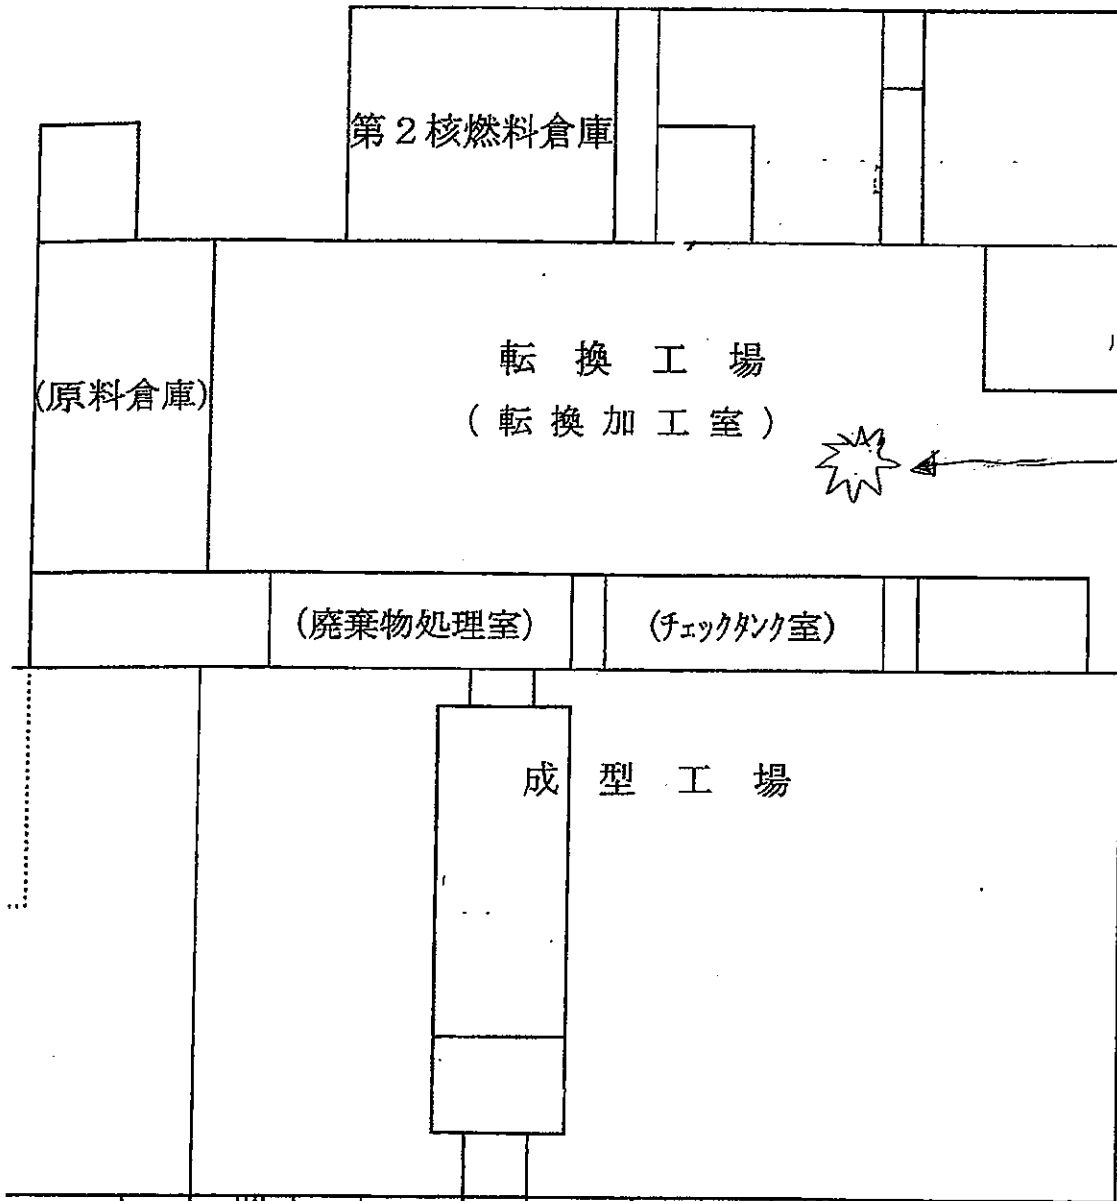 第2核燃料倉庫
転換工場
(転換加工室)
(原料倉庫)
(廃棄物処理室)
(チェックタンク室)
成型工場